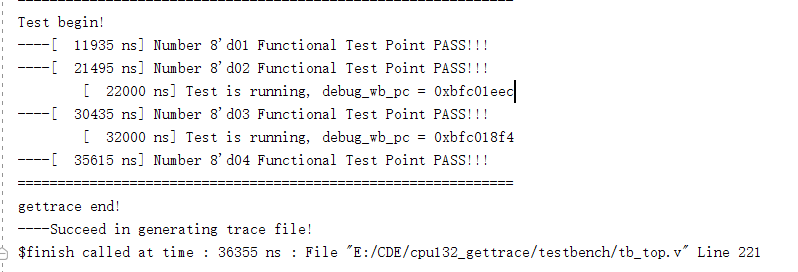 ==============================================================
Test begin!
----[  11935 ns] Number 8'd01 Functional Test Point PASS!!!
----[  21495 ns] Number 8'd02 Functional Test Point PASS!!!
        [  22000 ns] Test is running, debug_wb_pc = 0xbfc01eec
----[  30435 ns] Number 8'd03 Functional Test Point PASS!!!
        [  32000 ns] Test is running, debug_wb_pc = 0xbfc018f4
----[  35615 ns] Number 8'd04 Functional Test Point PASS!!!
==============================================================
gettrace end!
----Succeed in generating trace file!
$finish called at time : 36355 ns : File "E:/CDE/cpu132_gettrace/testbench/tb_top.v" Line 221